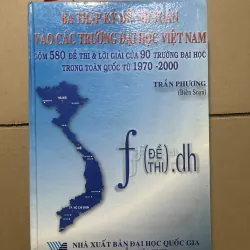 BA THẬP KỶ ĐỀ THI TOÁN
VÀO CÁC TRƯỜNG ĐẠI HỌC VIỆT NAM
GỒM 580 ĐỀ THI & LỜI GIẢI CỦA 90 TRƯỜNG ĐẠI HỌC
TRONG TOÀN QUỐC TỪ 1970 -2000
TRẦN PHƯƠNG
(Biên Soạn)
f(ĐỀ THI).dh
NHÀ XUẤT BẢN ĐẠI HỌC QUỐC GIA